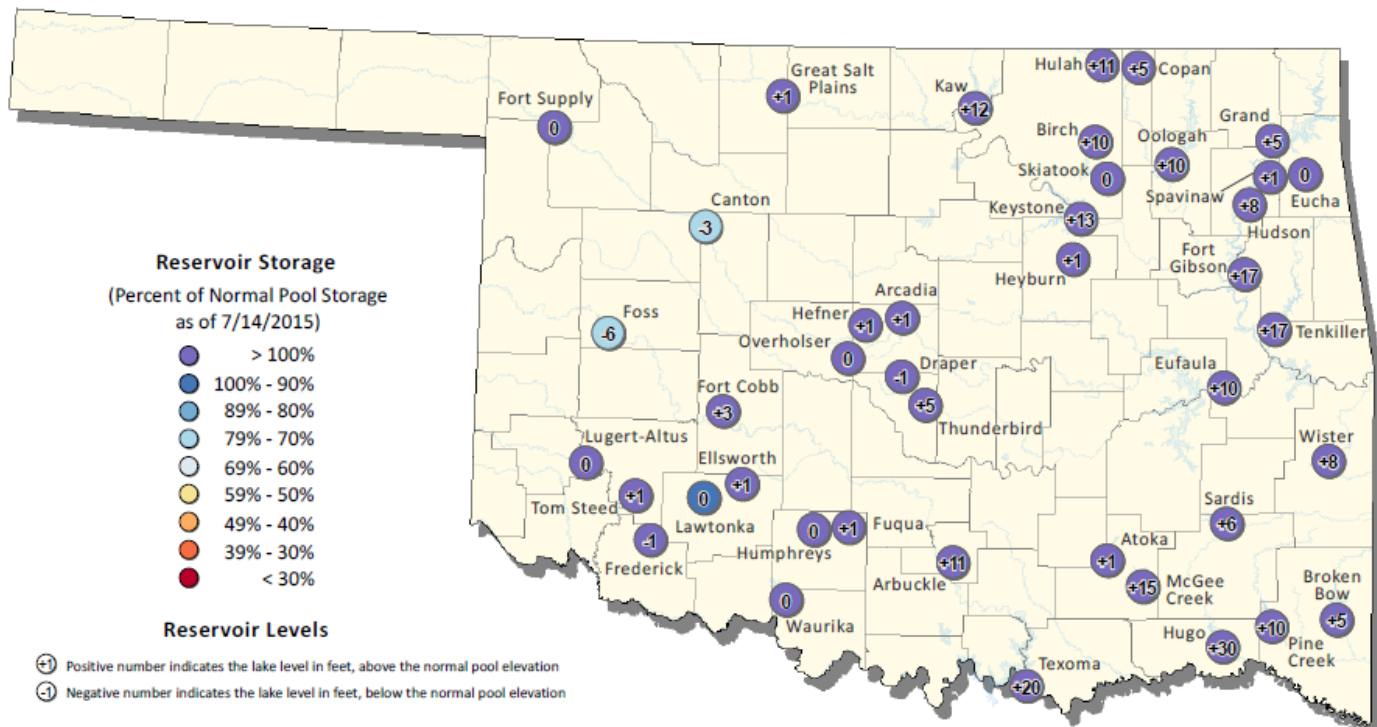 Hulah
+11
+5
Copan
Great Salt
Plains
+1
Kaw
+12
Fort Supply
0
Birch
+10
Oologah
+10
Grand
+5
Skiatook
0
Spavinaw
+1
0
Eucha
Canton
-3
Keystone
+13
+8
Hudson
Heyburn
+1
Fort
Gibson
+17
Reservoir Storage
(Percent of Normal Pool Storage
as of 7/14/2015)
> 100%
100% - 90%
89% - 80%
79% - 70%
69% - 60%
59% - 50%
49% - 40%
39% - 30%
< 30%
Foss
-6
Arcadia
+1
Hefner
+1
Overholser
0
+17
Tenkiller
Draper
-1
Eufaula
+10
Fort Cobb
+3
+5
Thunderbird
Lugert-Altus
0
Ellsworth
+1
Wister
+8
Tom Steed
+1
0
Lawtonka
Sardis
+6
-1
Frederick
0
Humphreys
+1
Fuqua
Atoka
+1
Arbuckle
+11
+15
McGee
Creek
Broken
Bow
+5
0
Waurika
Hugo
+30
+10
Pine
Creek
Texoma
+20
Reservoir Levels
+1 Positive number indicates the lake level in feet, above the normal pool elevation
-1 Negative number indicates the lake level in feet, below the normal pool elevation